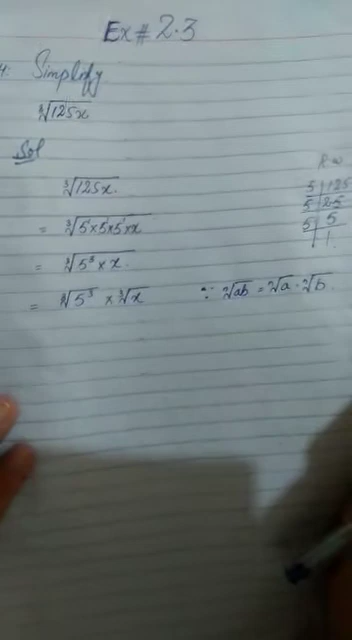 Ex # 2.3
4: Simplify
∛125x
Sol
R.w
∛125x
5 | 125
= ∛5×5×5×x
5 | 25
5 | 5
= ∛5³ × x
| 1
= ∛5³ × ∛x ∵ ⁿ√ab = ⁿ√a · ⁿ√b